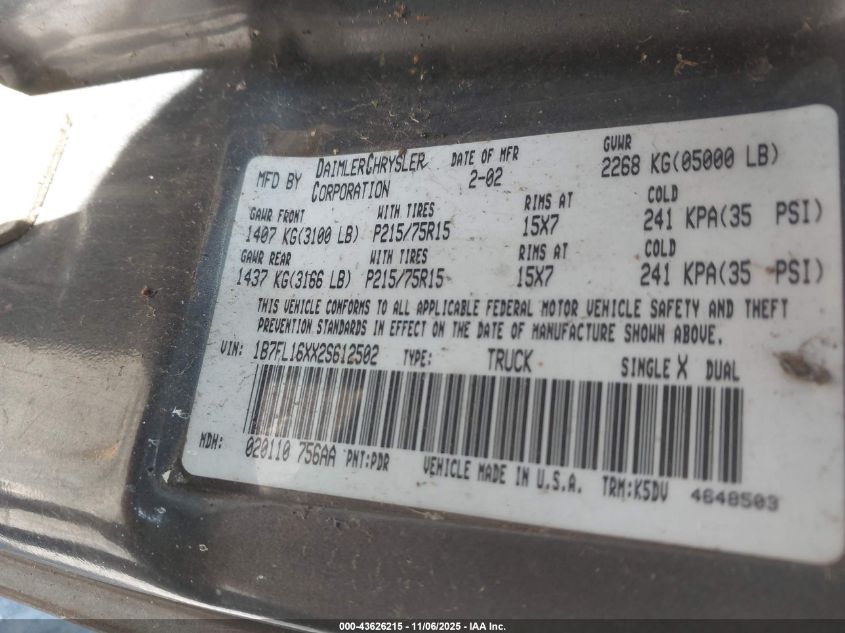 MFD BY DAIMLERCHRYSLER CORPORATION DATE OF MFR 2-02 GVWR 2268 KG(05000 LB)
GAWR FRONT WITH TIRES RIMS AT COLD
1407 KG(3100 LB) P215/75R15 15X7 241 KPA(35 PSI)
GAWR REAR WITH TIRES RIMS AT COLD
1437 KG(3166 LB) P215/75R15 15X7 241 KPA(35 PSI)
THIS VEHICLE CONFORMS TO ALL APPLICABLE FEDERAL MOTOR VEHICLE SAFETY AND THEFT
PREVENTION STANDARDS IN EFFECT ON THE DATE OF MANUFACTURE SHOWN ABOVE.
VIN: 1B7FL16XX2S612502 TYPE: TRUCK SINGLE X DUAL
MDH: 020110 756AA PNT:PDR VEHICLE MADE IN U.S.A. TRM:K5DV 4648503
000-43626215 - 11/06/2025 - IAA Inc.